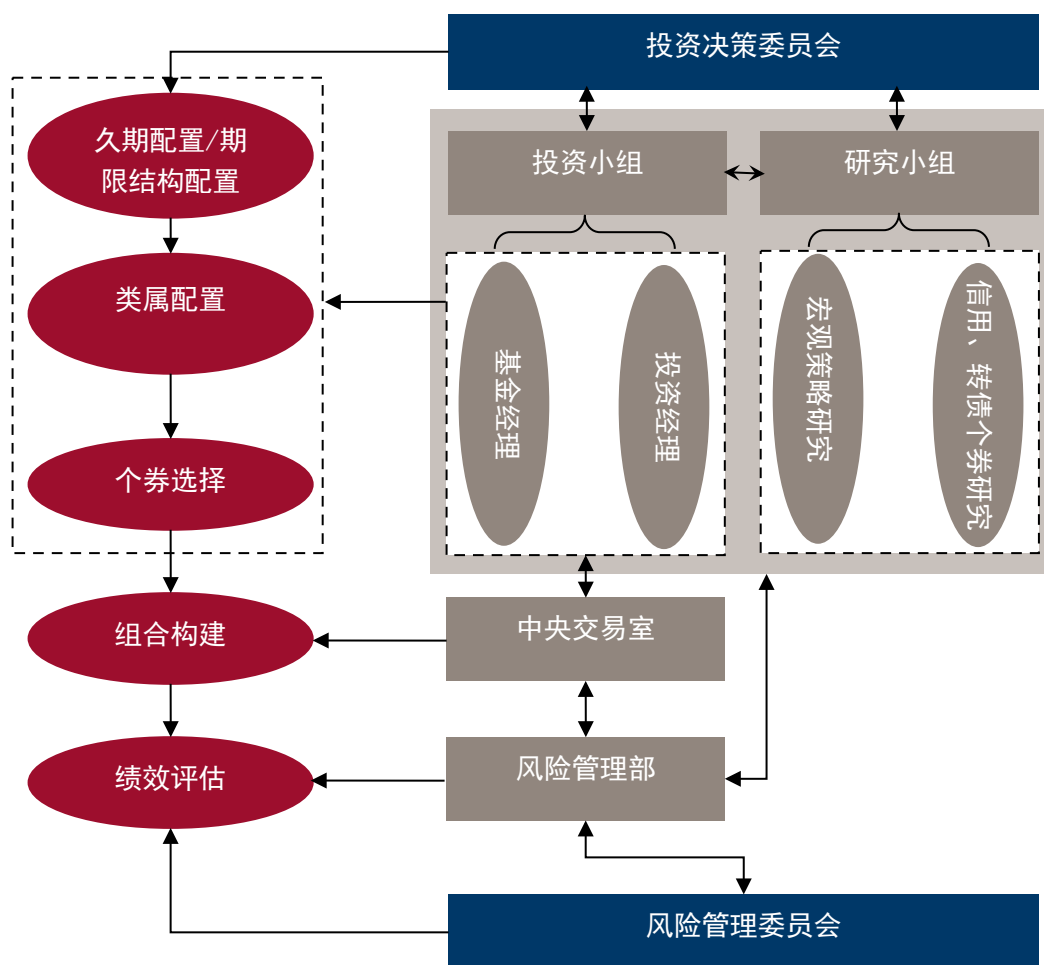 投资决策委员会
久期配置/期
限结构配置
投资小组
研究小组
类属配置
基金经理
投资经理
宏观策略研究
信用、转债个券研究
个券选择
组合构建
中央交易室
绩效评估
风险管理部
风险管理委员会